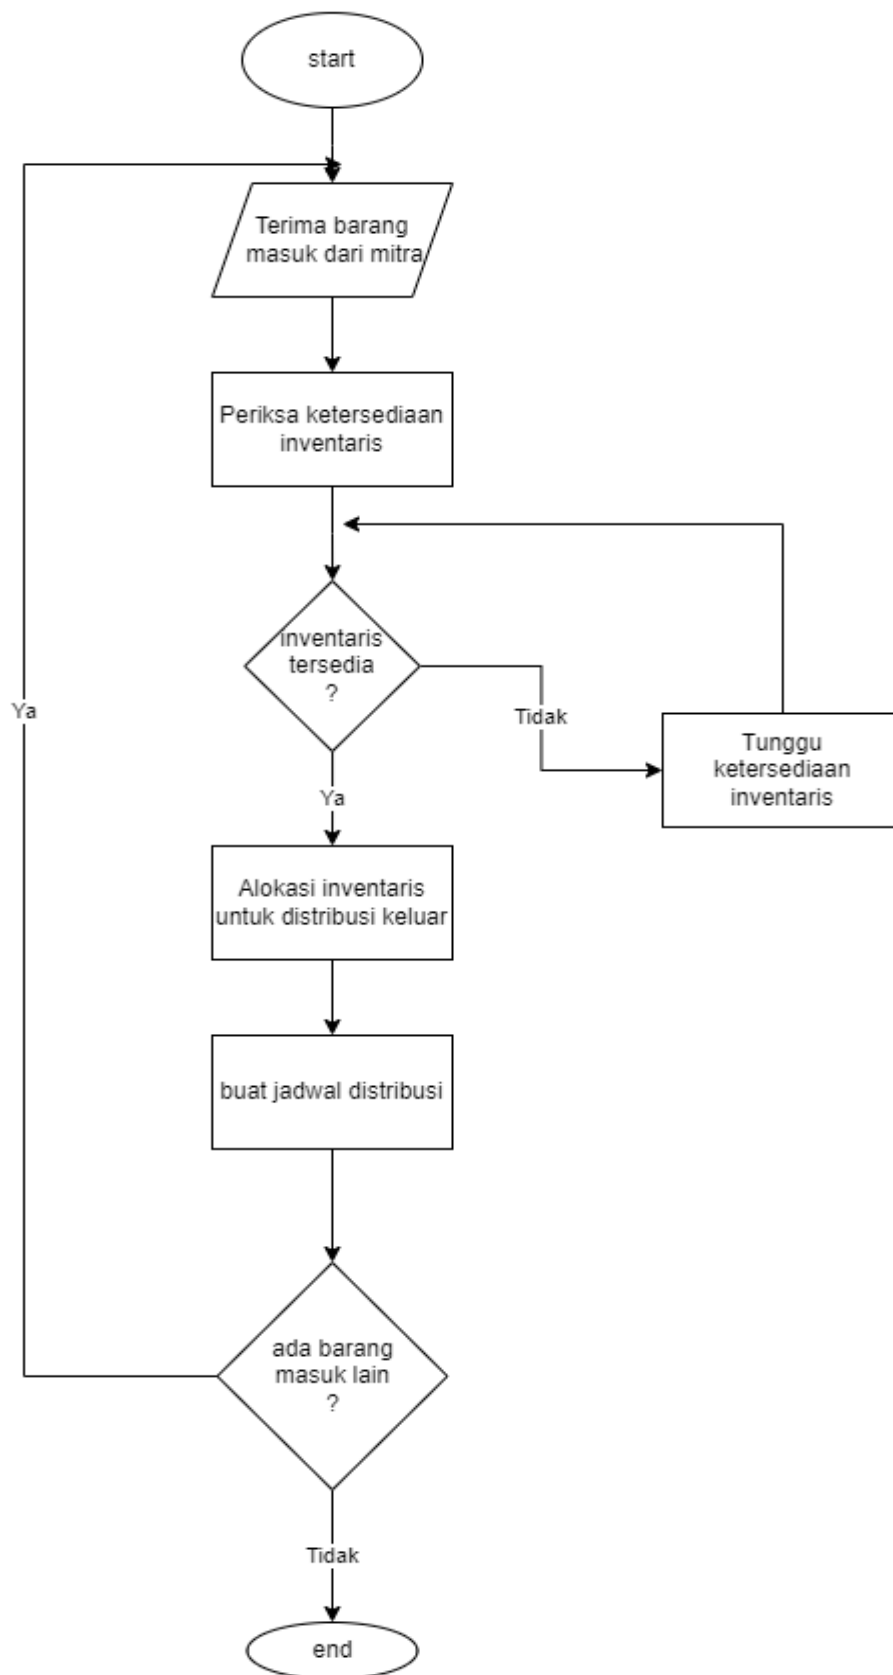 start
Terima barang
masuk dari mitra
Periksa ketersediaan
inventaris
inventaris
tersedia
?
Tidak
Tunggu
ketersediaan
inventaris
Ya
Ya
Alokasi inventaris
untuk distribusi keluar
buat jadwal distribusi
ada barang
masuk lain
?
Tidak
end